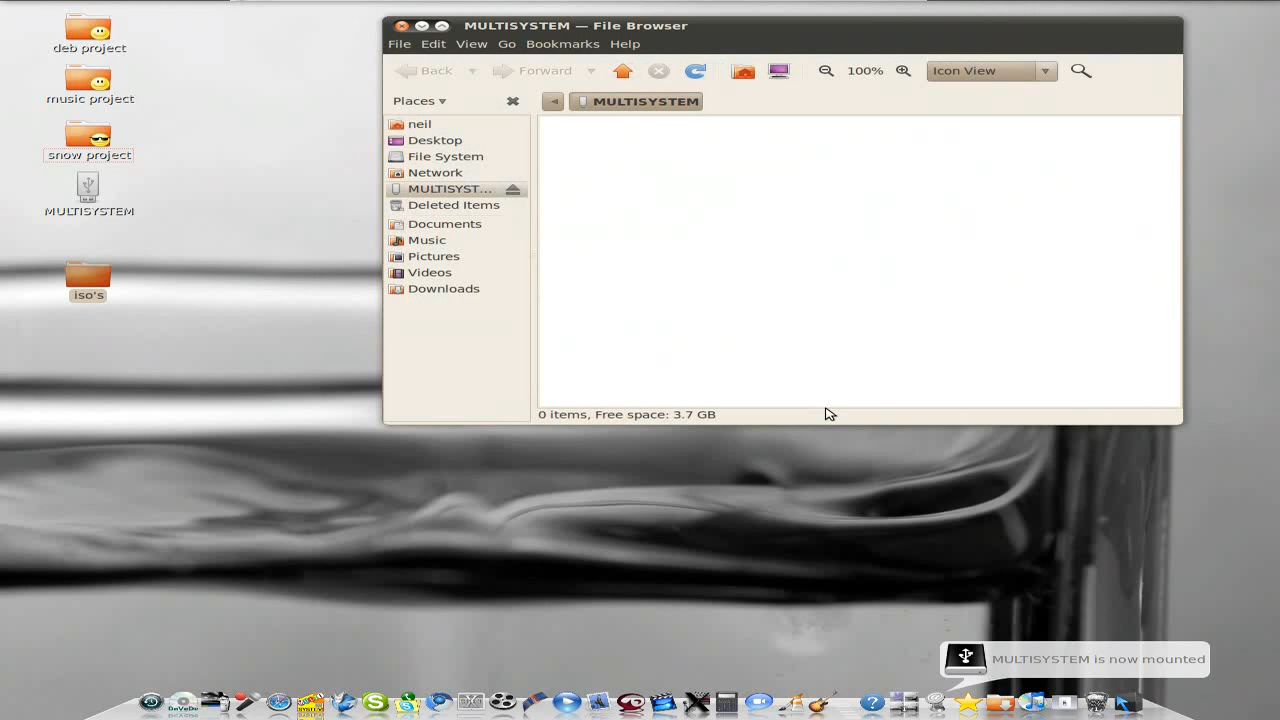 deb project
music project
snow project
MULTISYSTEM
iso's
MULTISYSTEM — File Browser
File Edit View Go Bookmarks Help
Back Forward 100% Icon View
Places MULTISYSTEM
neil
Desktop
File System
Network
MULTISYST...
Deleted Items
Documents
Music
Pictures
Videos
Downloads
0 items, Free space: 3.7 GB
MULTISYSTEM is now mounted